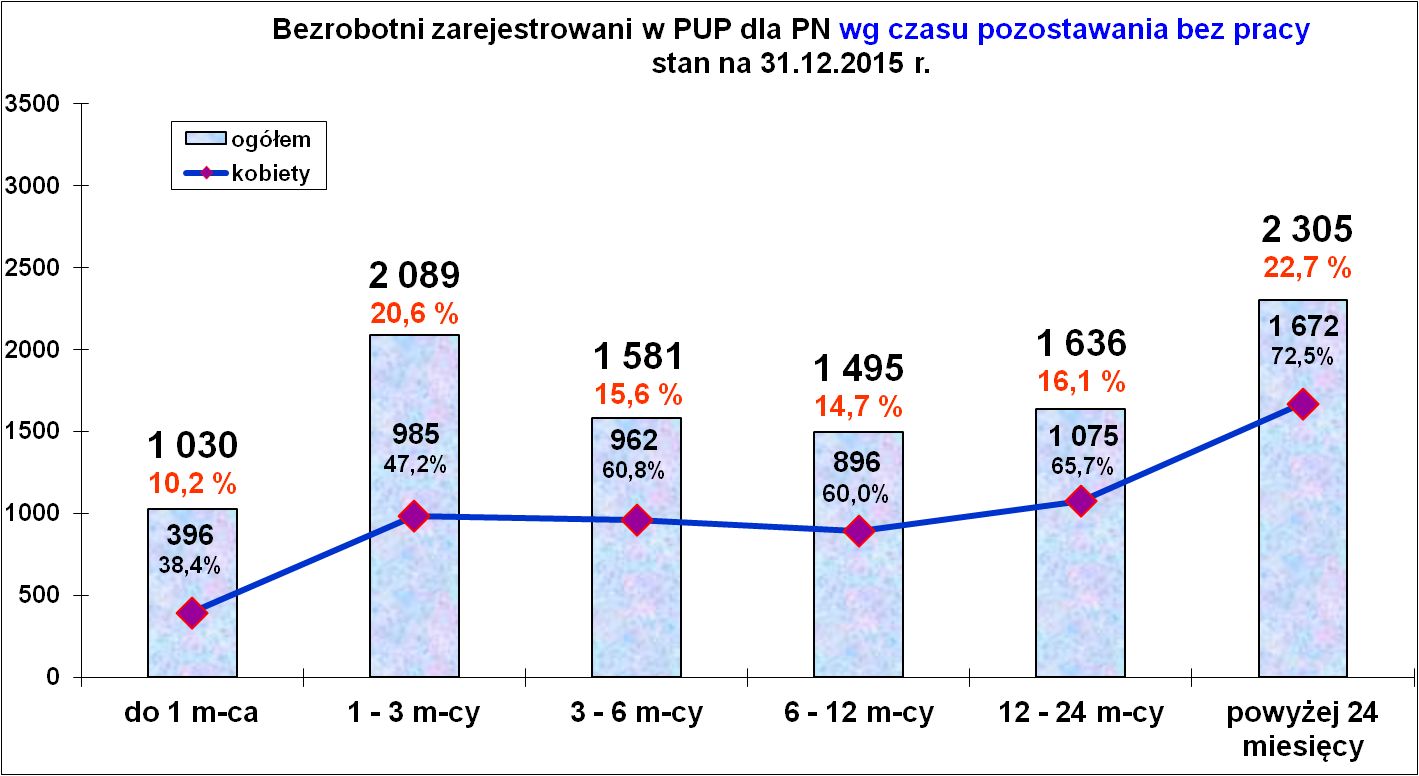 Bezrobotni zarejestrowani w PUP dla PN wg czasu pozostawania bez pracy
stan na 31.12.2015 r.
3500
3000
2500
2000
1500
1000
500
0
ogółem
kobiety
1 030
10,2 %
396
38,4%
2 089
20,6 %
985
47,2%
1 581
15,6 %
962
60,8%
1 495
14,7 %
896
60,0%
1 636
16,1 %
1 075
65,7%
2 305
22,7 %
1 672
72,5%
do 1 m-ca
1 - 3 m-cy
3 - 6 m-cy
6 - 12 m-cy
12 - 24 m-cy
powyżej 24
miesięcy